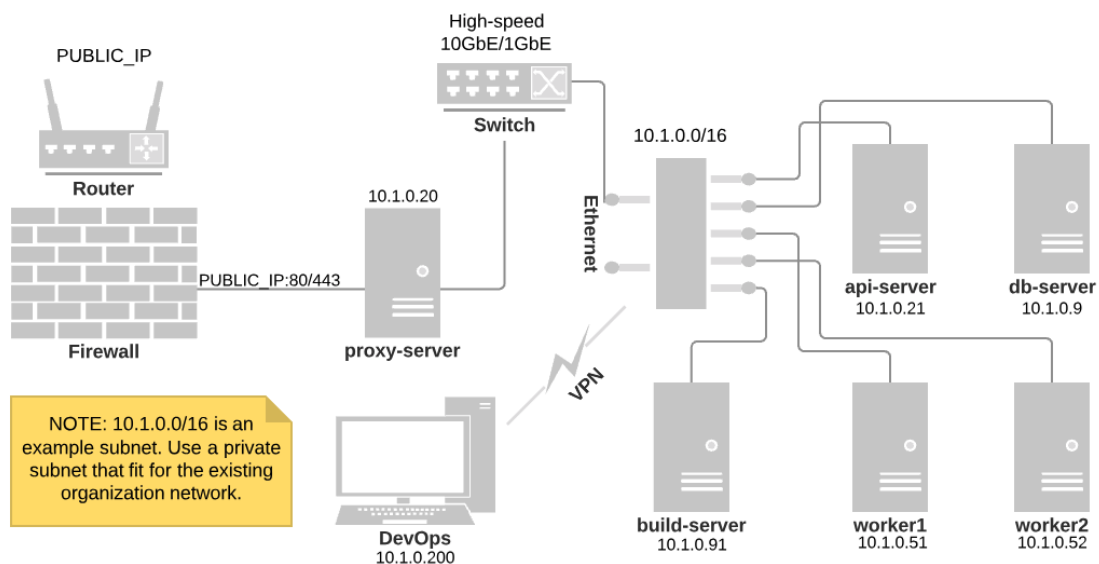 High-speed
10GbE/1GbE
PUBLIC_IP
Switch
10.1.0.0/16
Router
10.1.0.20
Ethernet
PUBLIC_IP:80/443
api-server
10.1.0.21
db-server
10.1.0.9
Firewall
proxy-server
VPN
NOTE: 10.1.0.0/16 is an
example subnet. Use a private
subnet that fit for the existing
organization network.
DevOps
10.1.0.200
build-server
10.1.0.91
worker1
10.1.0.51
worker2
10.1.0.52